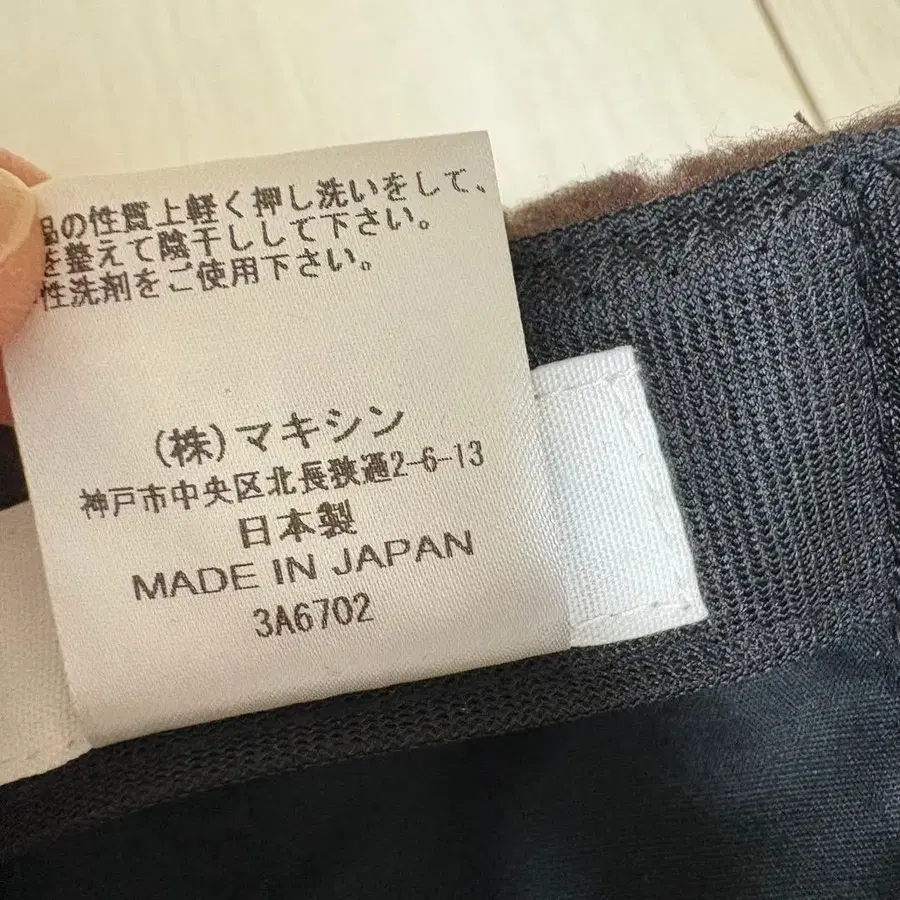 品の性質上軽く押し洗いをして、
を整えて陰干しして下さい。
性洗剤をご使用下さい。
(株)マキシン
神戸市中央区北長狭通2-6-13
日本製
MADE IN JAPAN
3A6702